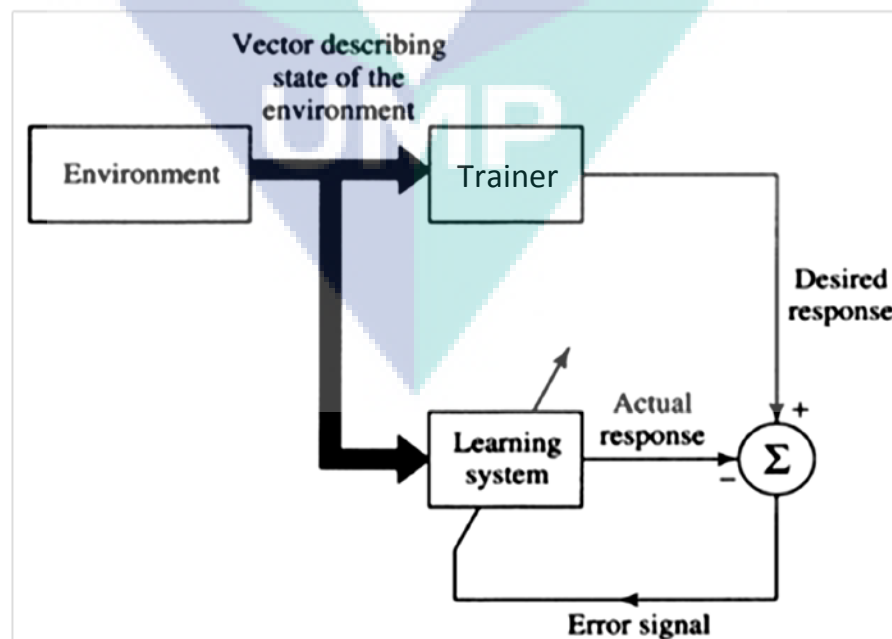 Vector describing
state of the
environment
UMP
Environment
Trainer
Desired
response
+
Actual
response
Learning
system
Σ
−
Error signal